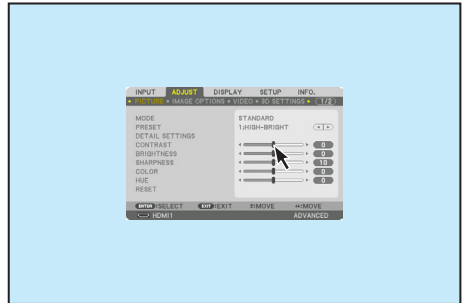 INPUT ADJUST DISPLAY SETUP INFO.
• PICTURE • IMAGE OPTIONS • VIDEO • 3D SETTINGS • (1/2)
MODE STANDARD
PRESET 1:HIGH-BRIGHT
DETAIL SETTINGS
CONTRAST 0
BRIGHTNESS 0
SHARPNESS 10
COLOR 0
HUE 0
RESET
ENTER :SELECT EXIT :EXIT ↕:MOVE ↔:MOVE
HDMI1 ADVANCED